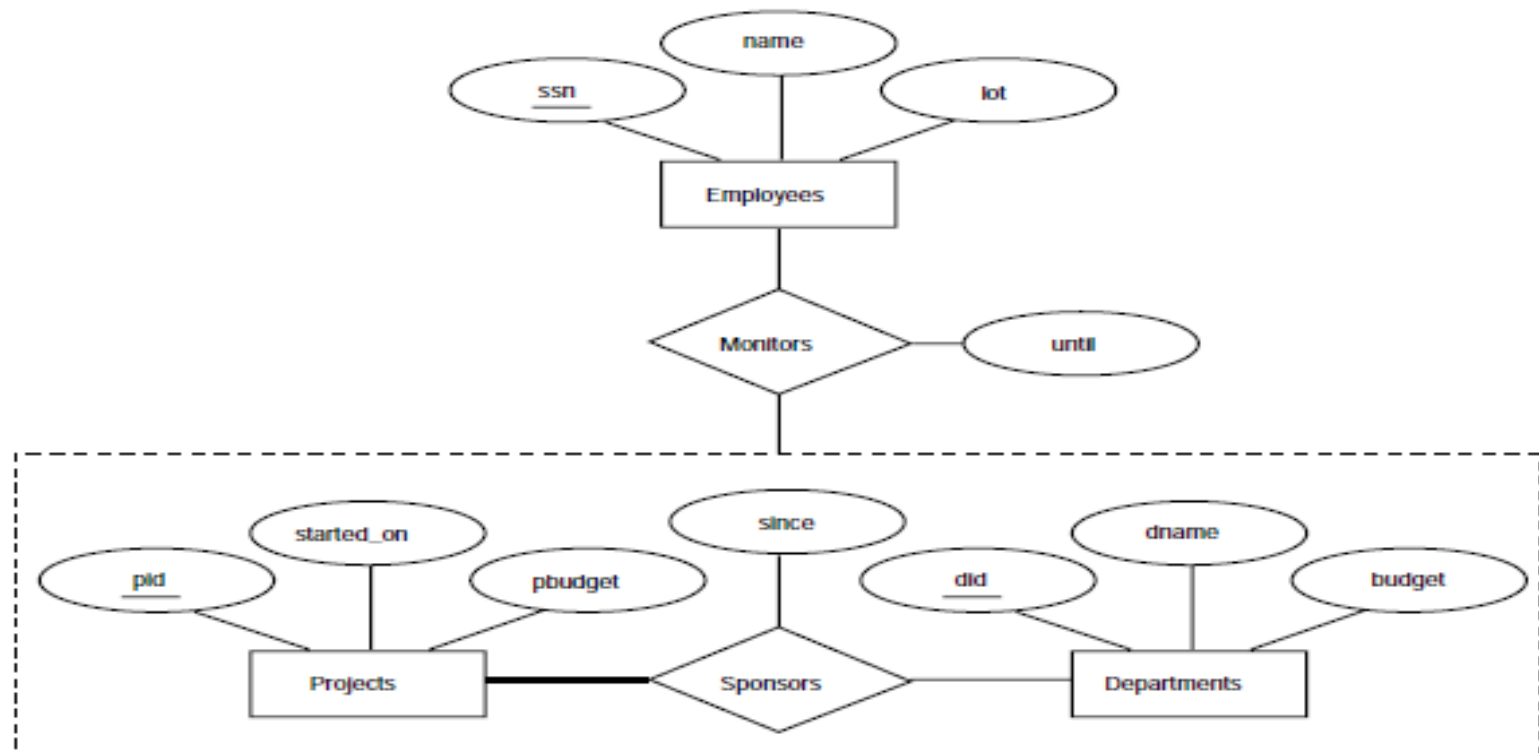 name
ssn
lot
Employees
Monitors
until
since
started_on
dname
pid
pbudget
did
budget
Projects
Sponsors
Departments